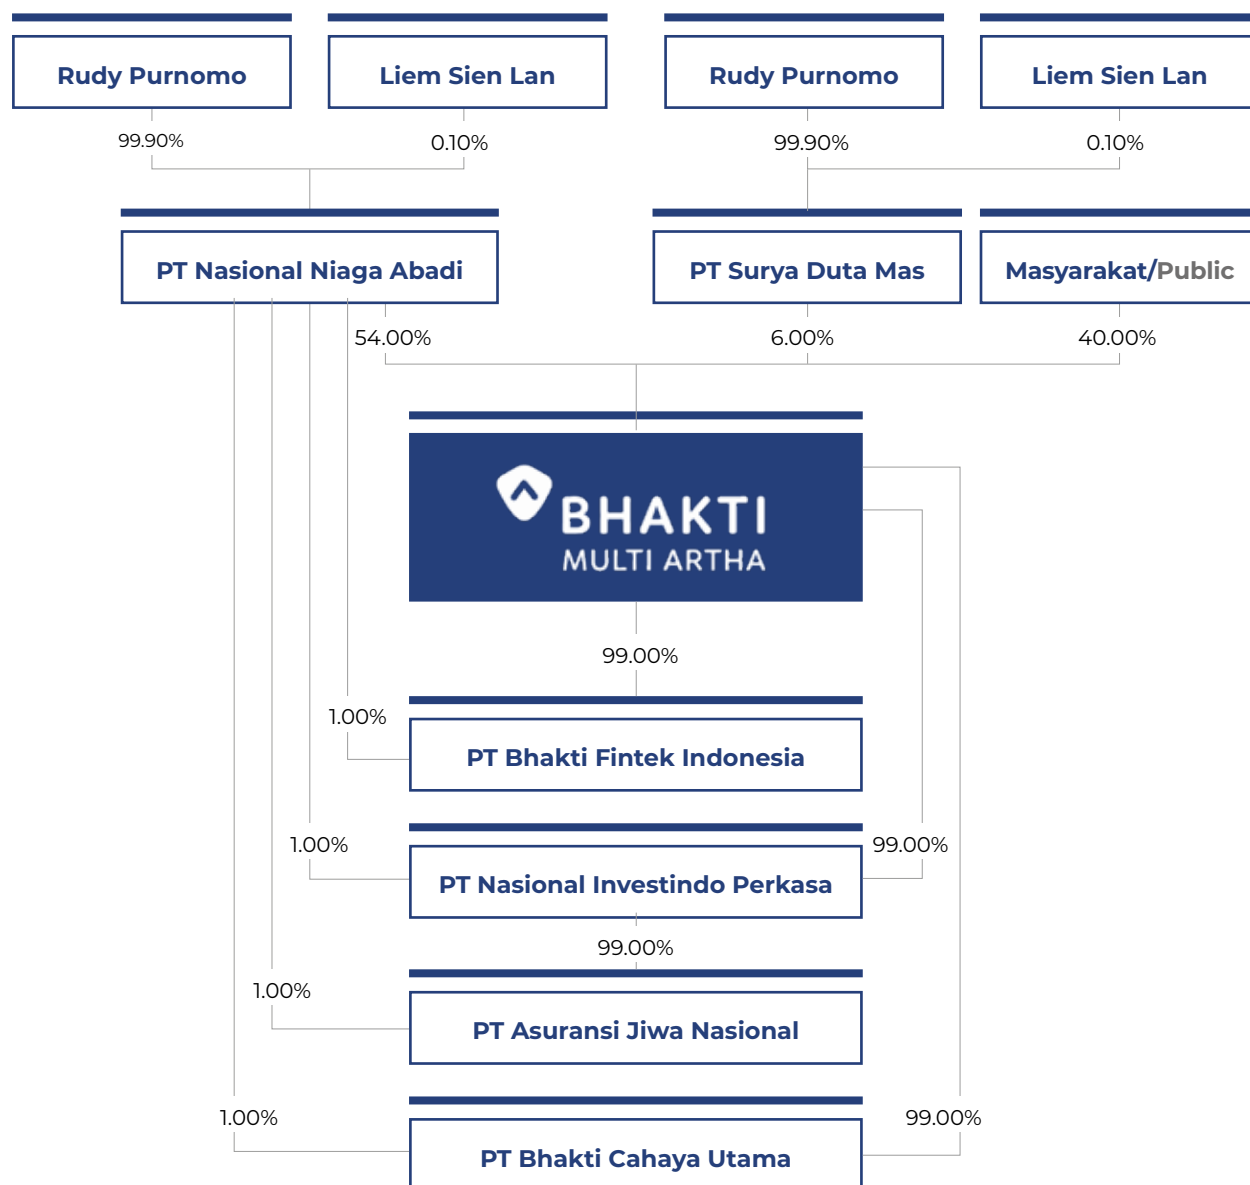 Rudy Purnomo
Liem Sien Lan
Rudy Purnomo
Liem Sien Lan
99.90%
0.10%
99.90%
0.10%
PT Nasional Niaga Abadi
PT Surya Duta Mas
Masyarakat/Public
54.00%
6.00%
40.00%
BHAKTI
MULTI ARTHA
99.00%
1.00%
PT Bhakti Fintek Indonesia
1.00%
99.00%
PT Nasional Investindo Perkasa
99.00%
1.00%
PT Asuransi Jiwa Nasional
1.00%
99.00%
PT Bhakti Cahaya Utama